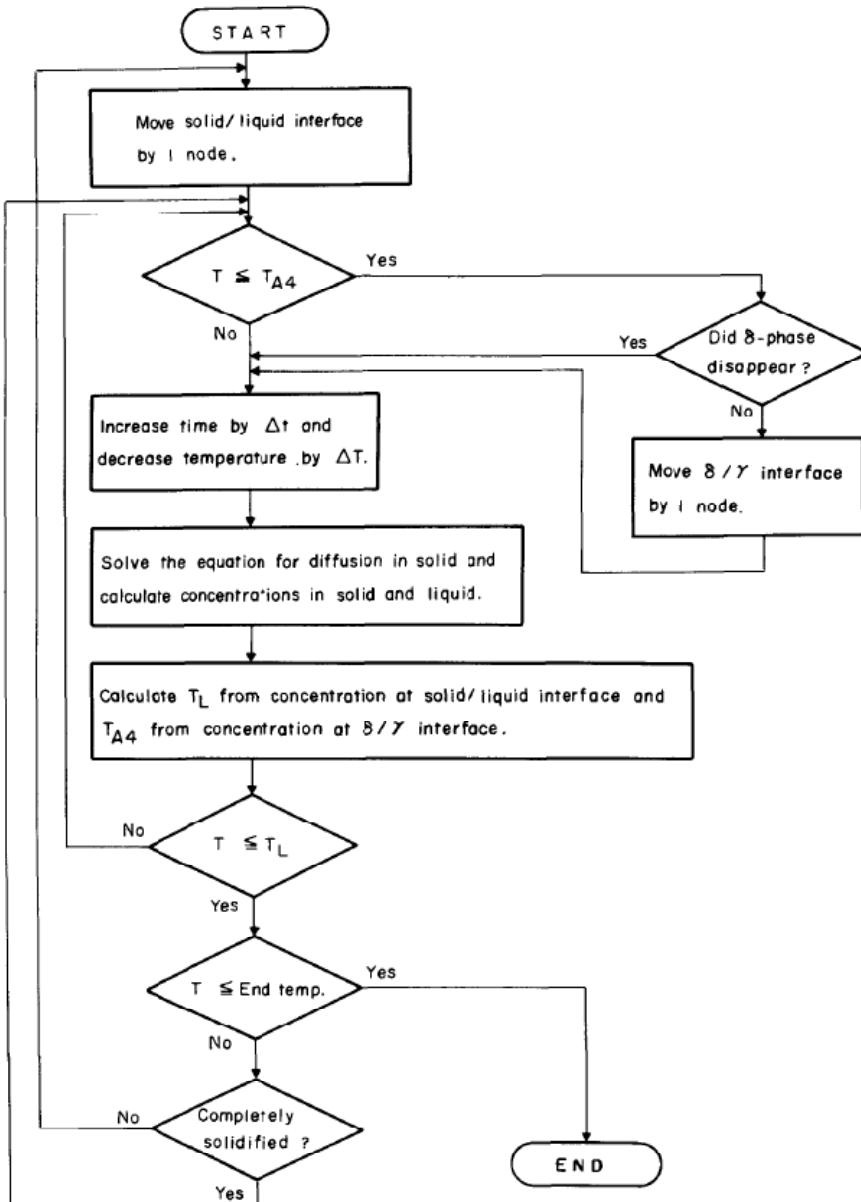 START
Move solid/liquid interface
by 1 node.
T ≦ T_A4
Yes
No
Did δ-phase
disappear ?
Yes
No
Move δ/γ interface
by 1 node.
Increase time by Δt and
decrease temperature by ΔT.
Solve the equation for diffusion in solid and
calculate concentrations in solid and liquid.
Calculate T_L from concentration at solid/liquid interface and
T_A4 from concentration at δ/γ interface.
T ≦ T_L
No
Yes
T ≦ End temp.
Yes
No
Completely
solidified ?
No
Yes
END